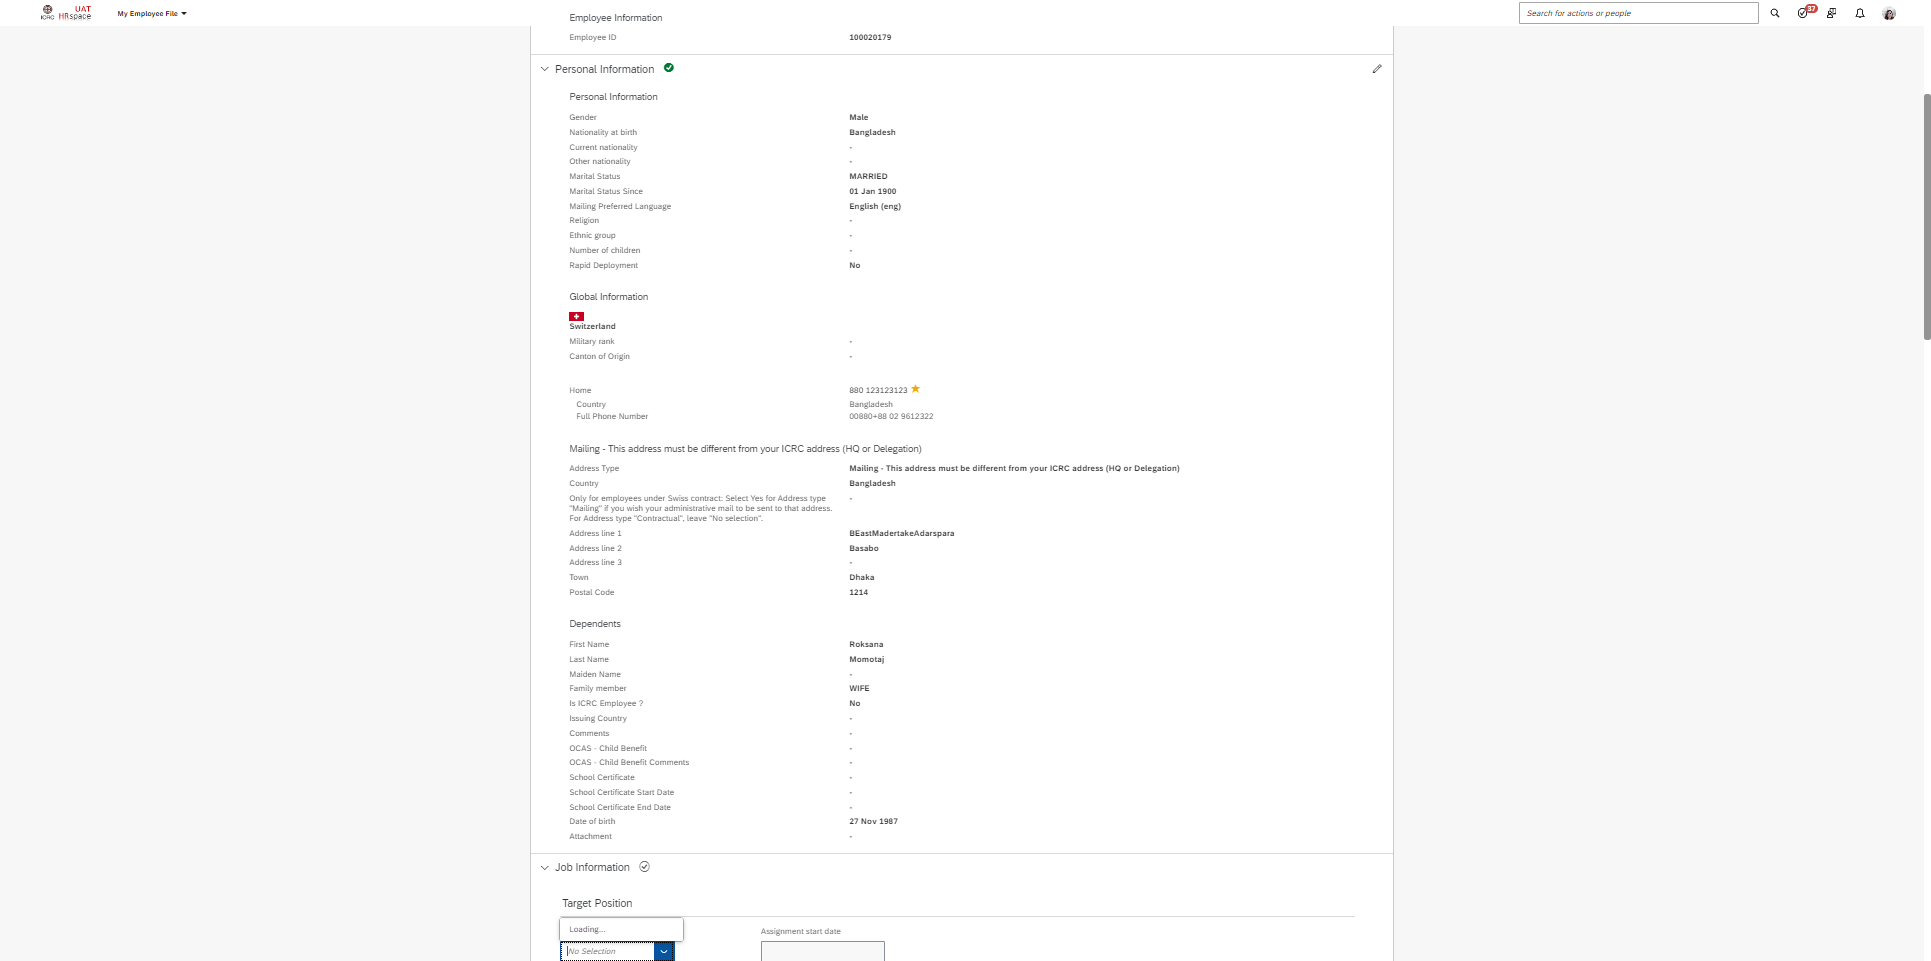 ICRC
UAT
HRspace
My Employee File
Search for actions or people
37
Employee Information
Employee ID 100020179
Personal Information
Personal Information
Gender Male
Nationality at birth Bangladesh
Current nationality -
Other nationality -
Marital Status MARRIED
Marital Status Since 01 Jan 1900
Mailing Preferred Language English (eng)
Religion -
Ethnic group -
Number of children -
Rapid Deployment No
Global Information
Switzerland
Military rank -
Canton of Origin -
Home 880 123123123
Country Bangladesh
Full Phone Number 00880+88 02 9612322
Mailing - This address must be different from your ICRC address (HQ or Delegation)
Address Type Mailing - This address must be different from your ICRC address (HQ or Delegation)
Country Bangladesh
Only for employees under Swiss contract: Select Yes for Address type -
"Mailing" if you wish your administrative mail to be sent to that address.
For Address type "Contractual", leave "No selection".
Address line 1 BEastMadertakeAdarspara
Address line 2 Basabo
Address line 3 -
Town Dhaka
Postal Code 1214
Dependents
First Name Roksana
Last Name Momotaj
Maiden Name -
Family member WIFE
Is ICRC Employee ? No
Issuing Country -
Comments -
OCAS - Child Benefit -
OCAS - Child Benefit Comments -
School Certificate -
School Certificate Start Date -
School Certificate End Date -
Date of birth 27 Nov 1987
Attachment -
Job Information
Target Position
Loading...
Assignment start date
No Selection